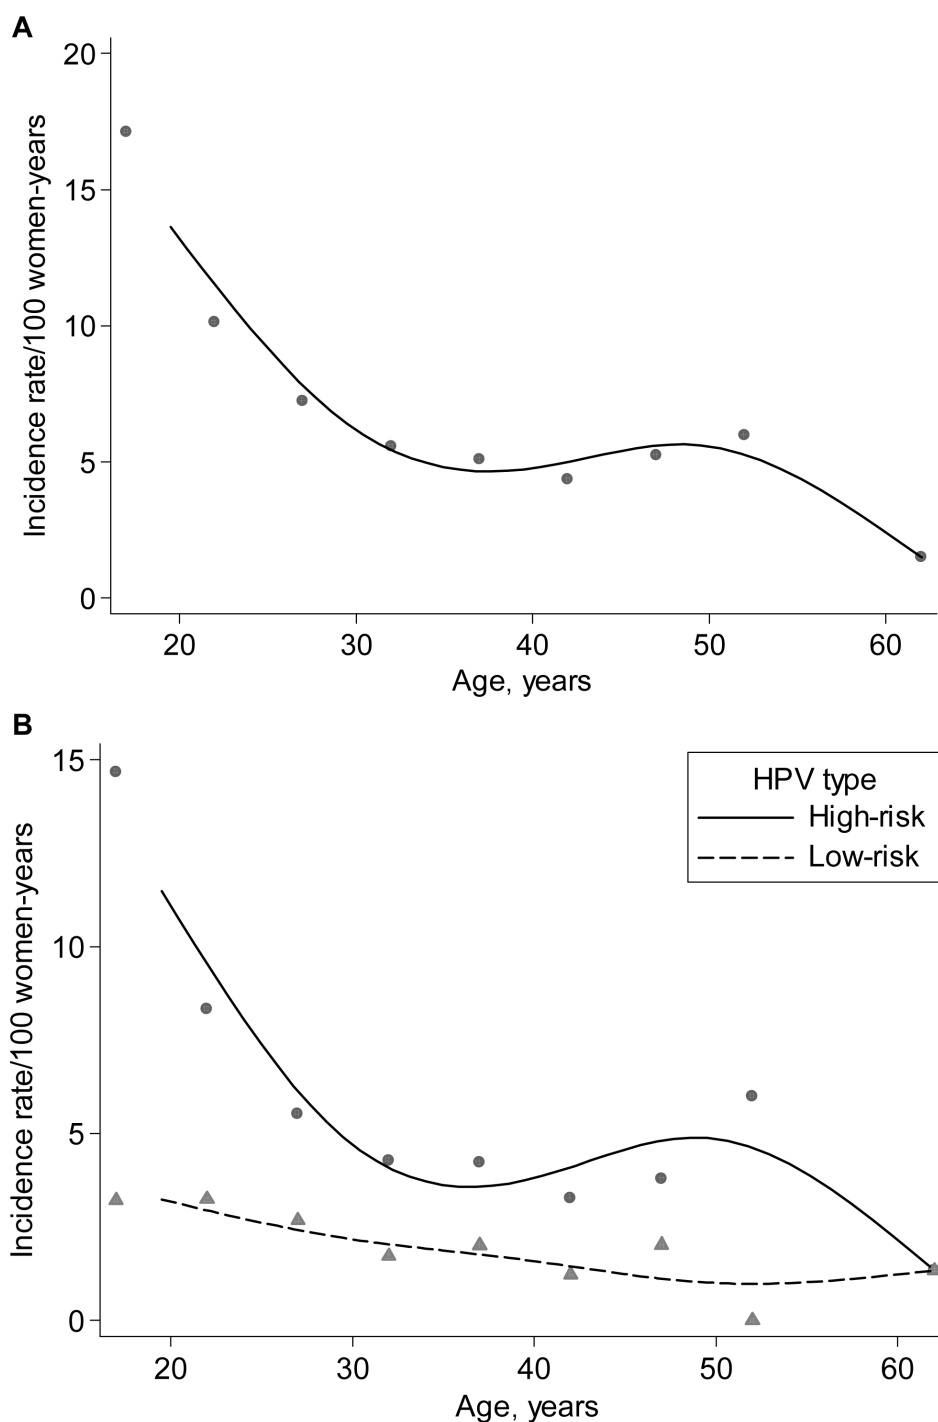 A
20
15
10
5
0
Incidence rate/100 women-years
20 30 40 50 60
Age, years
B
15
10
5
0
Incidence rate/100 women-years
HPV type
High-risk
Low-risk
20 30 40 50 60
Age, years